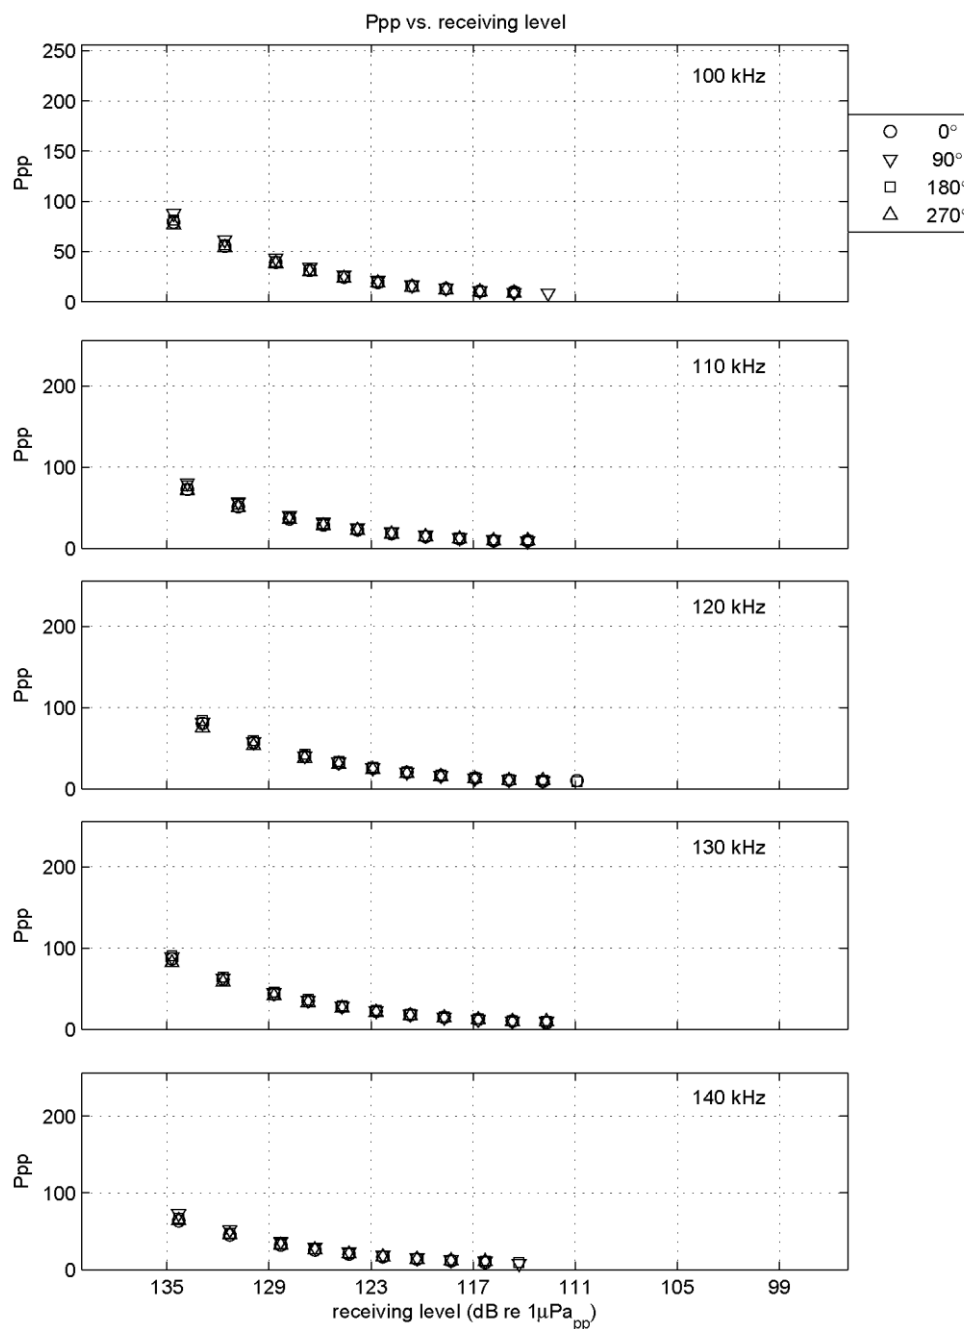 Ppp vs. receiving level
250
200
150
100
50
0
Ppp
100 kHz
0°
90°
180°
270°
200
100
0
Ppp
110 kHz
200
100
0
Ppp
120 kHz
200
100
0
Ppp
130 kHz
200
100
0
Ppp
140 kHz
135 129 123 117 111 105 99
receiving level (dB re 1μPa_pp)